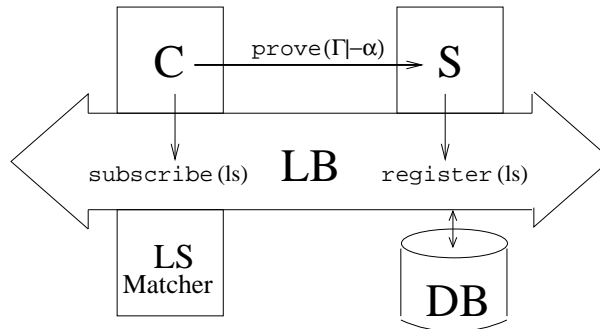 C
prove(Γ|−α)
S
subscribe(ls)
LB
register(ls)
LS
Matcher
DB